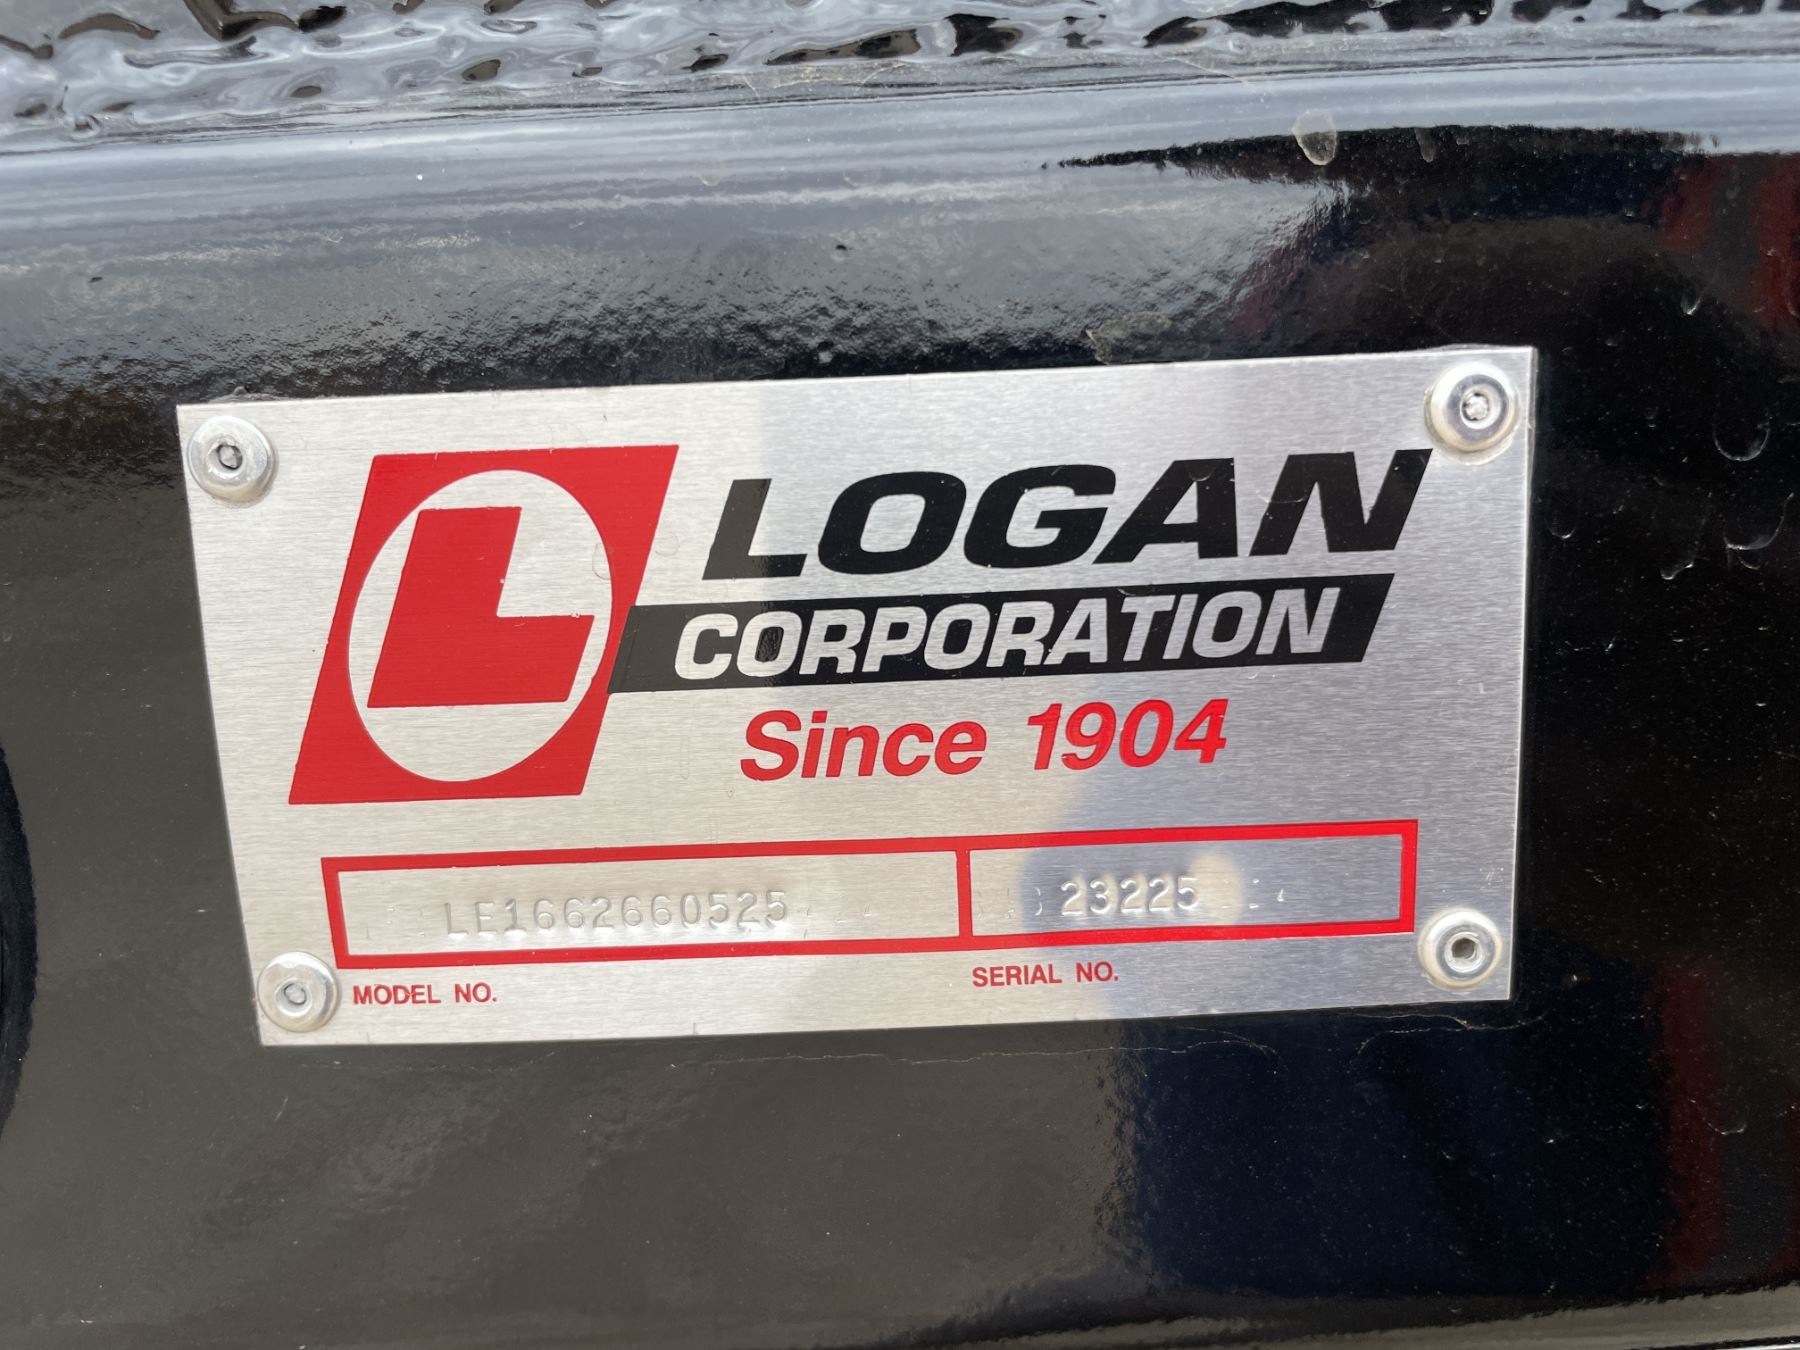 L
LOGAN
CORPORATION
Since 1904
LE1662660525
23225
MODEL NO.
SERIAL NO.